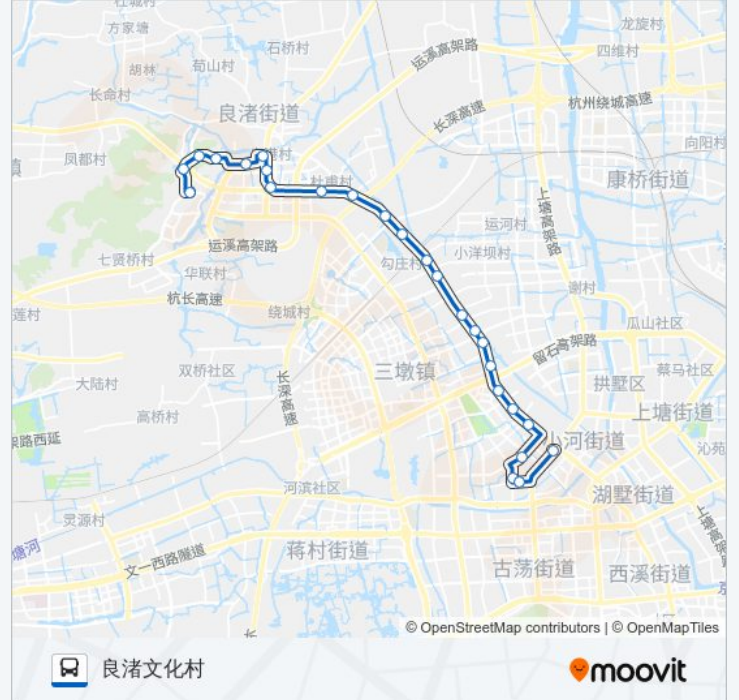 杜城村
方家塘
龙旋村
石桥村
运溪高架路
四维村
胡林
荀山村
长命村
良渚街道
长深高速
杭州绕城高速
向阳村
凤都村
杜甫村
康桥街道
上塘高架路
运河村
运溪高架路
小洋坝村
七贤桥村
勾庄村
华联村
谢村
杭长高速
莲村
绕城村
瓜山社区
留石高架路
双桥社区
三墩镇
蔡马社区
大陆村
拱墅区
长深高速
高桥村
上塘街道
架路西延
小河街道
沁苑
河滨社区
湖墅街道
灵源村
塘河
蒋村街道
文一西路隧道
古荡街道
西溪街道
© OpenStreetMap contributors | © OpenMapTiles
良渚文化村
moovit